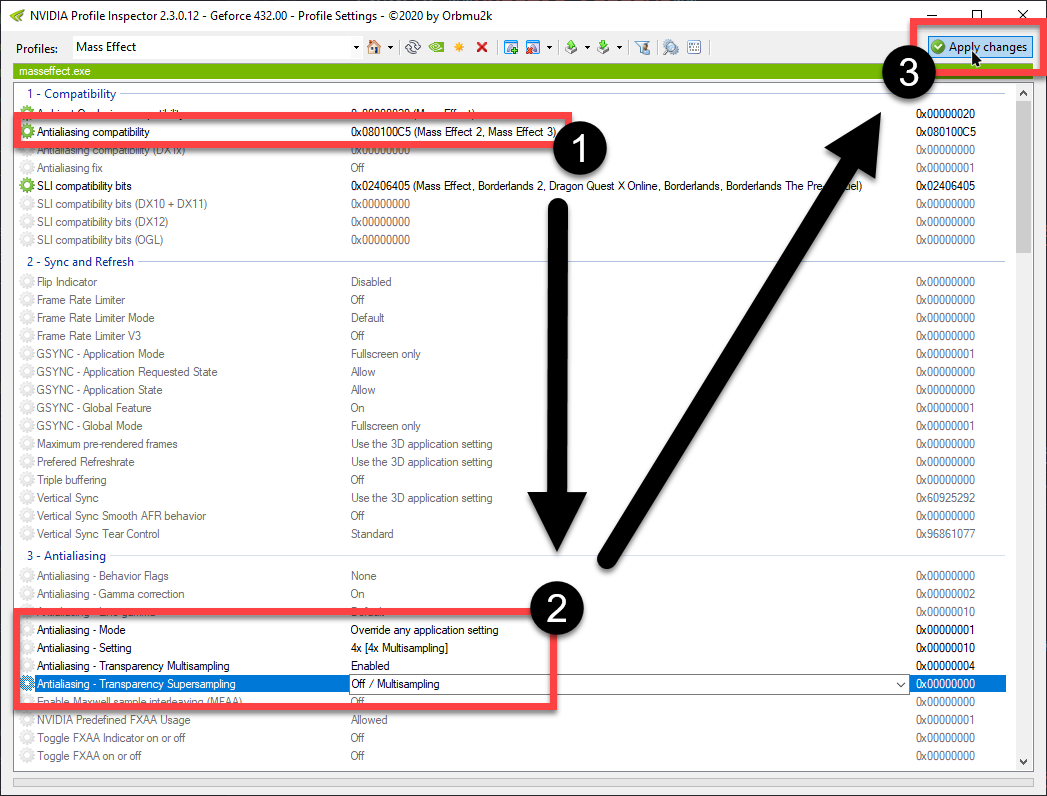 NVIDIA Profile Inspector 2.3.0.12 - Geforce 432.00 - Profile Settings - ©2020 by Orbmu2k
Profiles: Mass Effect Apply changes
masseffect.exe
3
1 - Compatibility
0x00000020
Antialiasing compatibility 0x080100C5 (Mass Effect 2, Mass Effect 3) 0x080100C5
1
Antialiasing compatibility (DX1x) 0x00000000 0x00000000
Antialiasing fix Off 0x00000001
SLI compatibility bits 0x02406405 (Mass Effect, Borderlands 2, Dragon Quest X Online, Borderlands, Borderlands The Pre 0x02406405
SLI compatibility bits (DX10 + DX11) 0x00000000 0x00000000
SLI compatibility bits (DX12) 0x00000000 0x00000000
SLI compatibility bits (OGL) 0x00000000 0x00000000
2 - Sync and Refresh
Flip Indicator Disabled 0x00000000
Frame Rate Limiter Off 0x00000000
Frame Rate Limiter Mode Default 0x00000000
Frame Rate Limiter V3 Off 0x00000000
GSYNC - Application Mode Fullscreen only 0x00000001
GSYNC - Application Requested State Allow 0x00000000
GSYNC - Application State Allow 0x00000000
GSYNC - Global Feature On 0x00000001
GSYNC - Global Mode Fullscreen only 0x00000001
Maximum pre-rendered frames Use the 3D application setting 0x00000000
Prefered Refreshrate Use the 3D application setting 0x00000000
Triple buffering Off 0x00000000
Vertical Sync Use the 3D application setting 0x60925292
Vertical Sync Smooth AFR behavior Off 0x00000000
Vertical Sync Tear Control Standard 0x96861077
3 - Antialiasing
Antialiasing - Behavior Flags None 0x00000000
Antialiasing - Gamma correction On 0x00000002
2
Antialiasing - Line gamma Default 0x00000010
Antialiasing - Mode Override any application setting 0x00000001
Antialiasing - Setting 4x [4x Multisampling] 0x00000010
Antialiasing - Transparency Multisampling Enabled 0x00000004
Antialiasing - Transparency Supersampling Off / Multisampling 0x00000000
Enable Maxwell sample interleaving (MFAA) Off 0x00000000
NVIDIA Predefined FXAA Usage Allowed 0x00000001
Toggle FXAA Indicator on or off Off 0x00000000
Toggle FXAA on or off Off 0x00000000